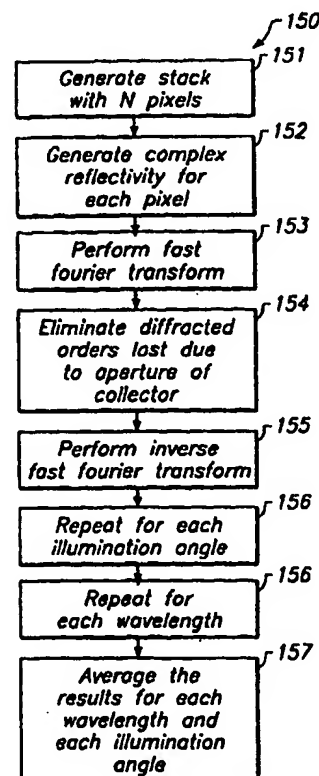 150
151
Generate stack
with N pixels
152
Generate complex
reflectivity for
each pixel
153
Perform fast
fourier transform
154
Eliminate diffracted
orders lost due
to aperture of
collector
155
Perform inverse
fast fourier transform
156
Repeat for each
illumination angle
156
Repeat for
each wavelength
157
Average the
results for each
wavelength and
each illumination
angle